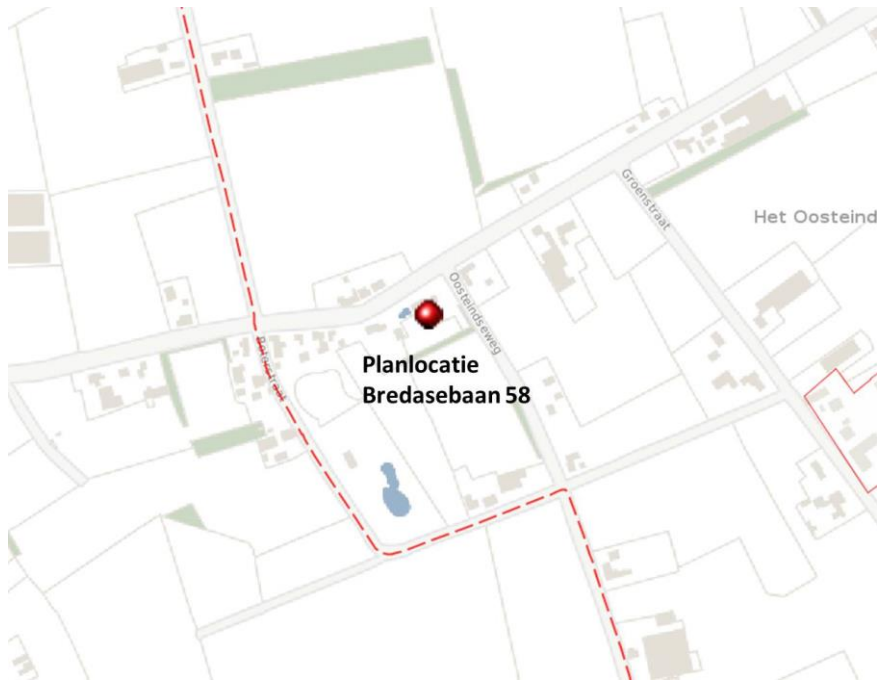 Groenstraat
Het Oosteind
Oosteindseweg
Planlocatie
Bredasebaan 58